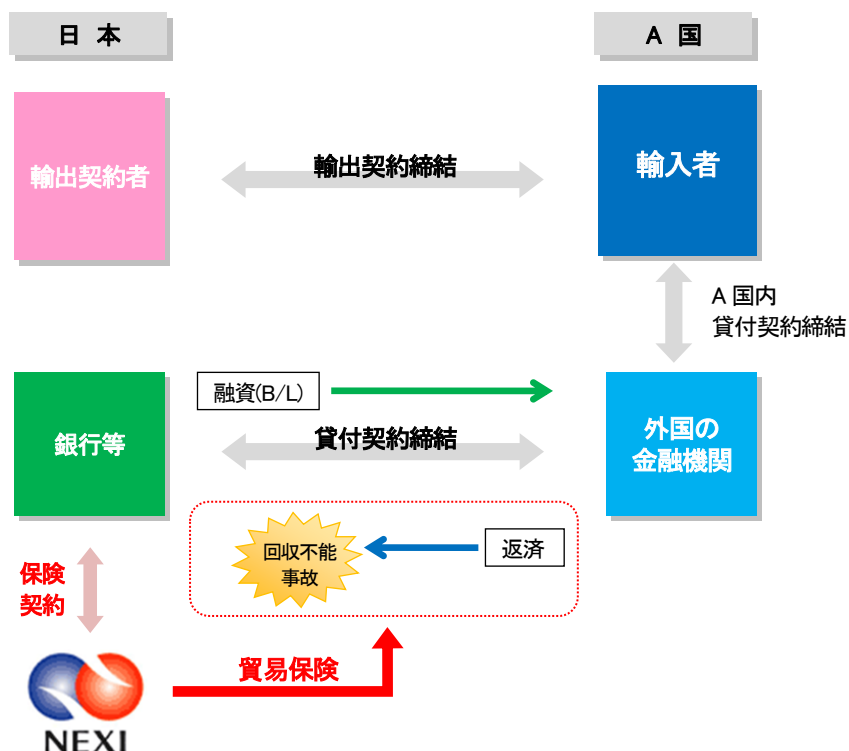 日 本
A 国
輸出契約者
輸出契約締結
輸入者
A 国内
貸付契約締結
融資(B/L)
銀行等
貸付契約締結
外国の
金融機関
回収不能
事故
返済
保険
契約
貿易保険
NEXI